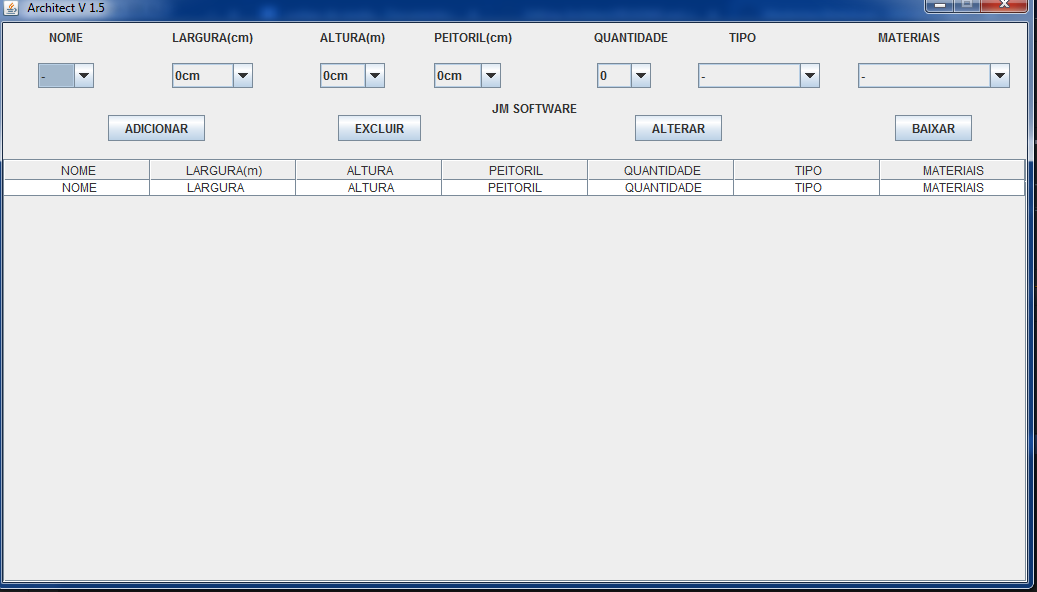 Architect V 1.5
NOME LARGURA(cm) ALTURA(m) PEITORIL(cm) QUANTIDADE TIPO MATERIAIS
- 0cm 0cm 0cm 0 - -
JM SOFTWARE
ADICIONAR EXCLUIR ALTERAR BAIXAR
NOME LARGURA(m) ALTURA PEITORIL QUANTIDADE TIPO MATERIAIS
NOME LARGURA ALTURA PEITORIL QUANTIDADE TIPO MATERIAIS